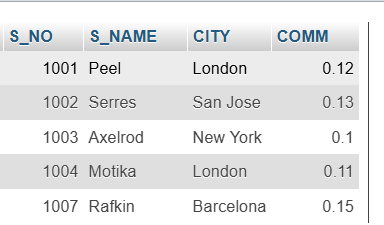 S_NO S_NAME CITY COMM
1001 Peel London 0.12
1002 Serres San Jose 0.13
1003 Axelrod New York 0.1
1004 Motika London 0.11
1007 Rafkin Barcelona 0.15